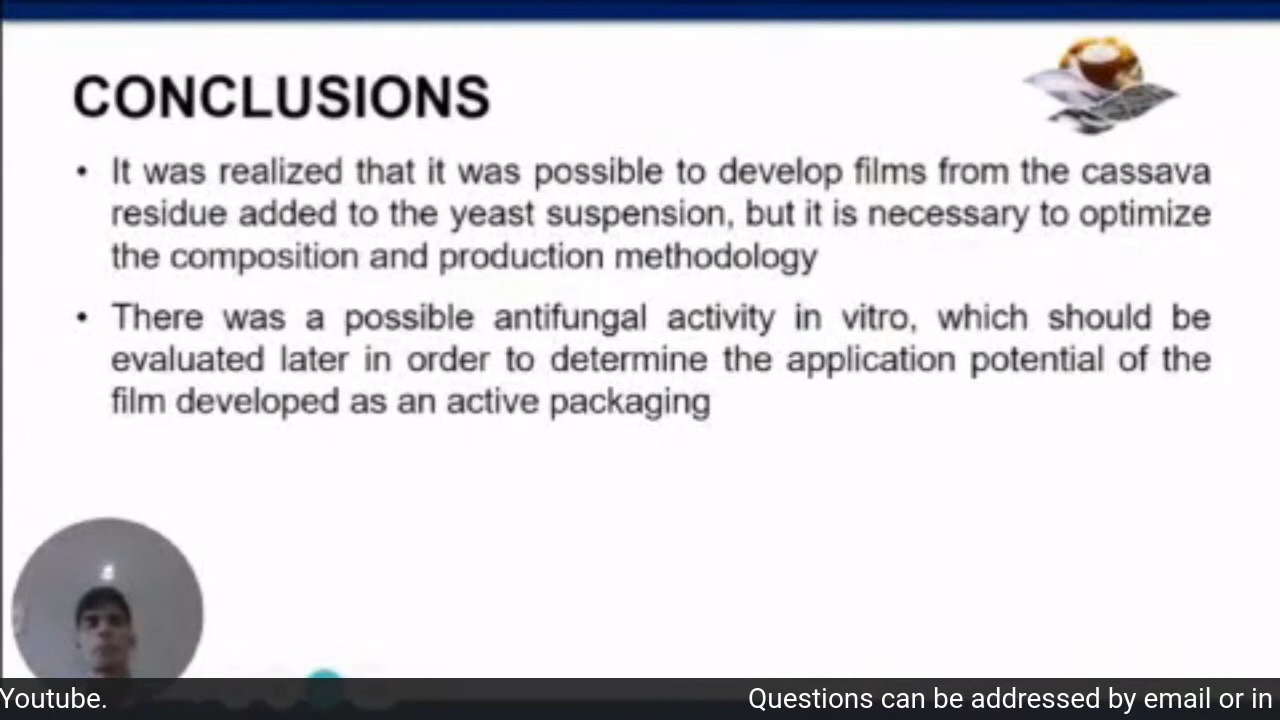 CONCLUSIONS
• It was realized that it was possible to develop films from the cassava
residue added to the yeast suspension, but it is necessary to optimize
the composition and production methodology
• There was a possible antifungal activity in vitro, which should be
evaluated later in order to determine the application potential of the
film developed as an active packaging
Youtube. Questions can be addressed by email or in